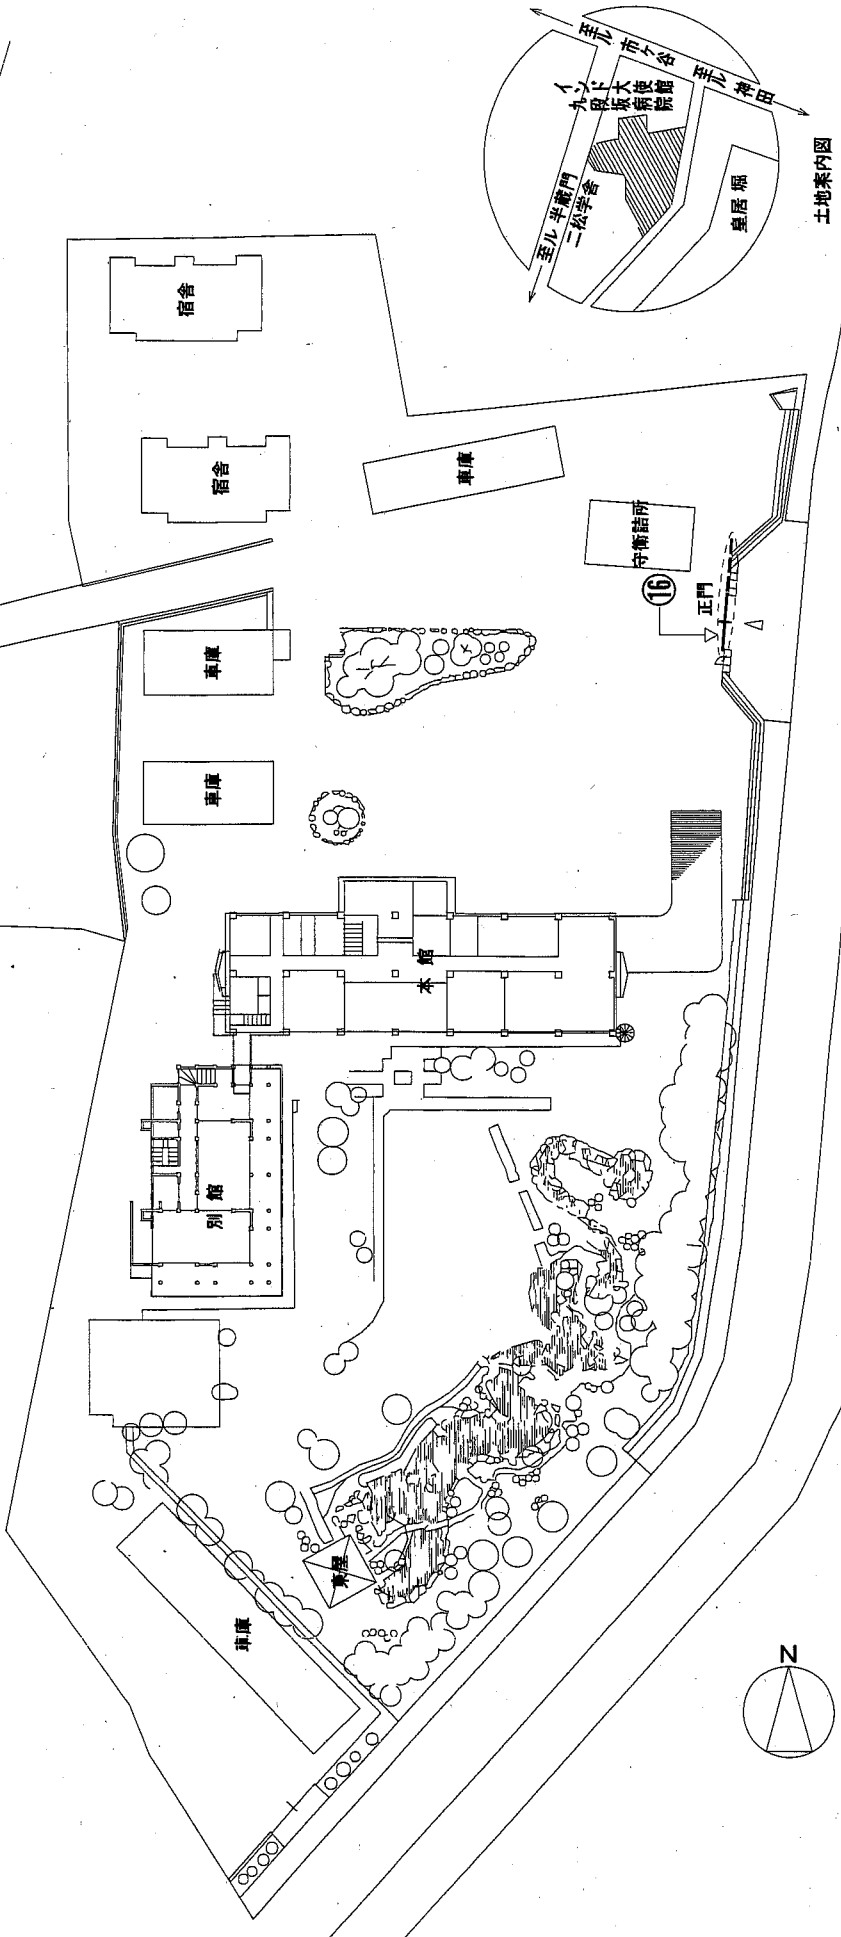 至ル 市ケ谷
至ル 神田
インド大使館
九段坂病院
至ル 半蔵門
二松学舎
皇居 堀
土地案内図
宿舎
宿舎
車庫
守衛詰所
16
正門
車庫
車庫
本館
別館
東屋
車庫
N